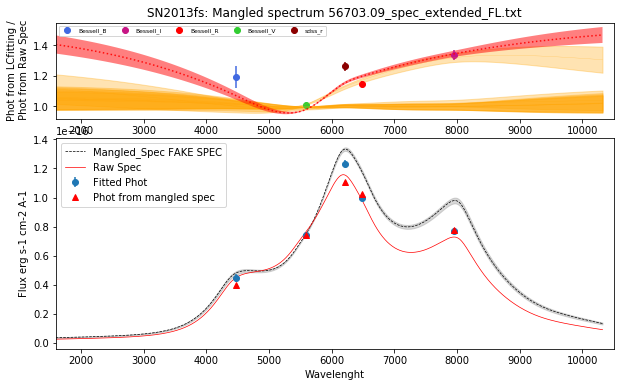 SN2013fs: Mangled spectrum 56703.09_spec_extended_FL.txt
Phot from LCfitting /
Phot from Raw Spec
1.4
1.2
1.0
Bessell_B
Bessell_I
Bessell_R
Bessell_V
sdss_r
2000
3000
4000
5000
6000
7000
8000
9000
10000
Flux erg s-1 cm-2 A-1
1.4
1.2
1.0
0.8
0.6
0.4
0.2
0.0
Mangled_Spec FAKE SPEC
Raw Spec
Fitted Phot
Phot from mangled spec
2000
3000
4000
5000
6000
7000
8000
9000
10000
Wavelenght